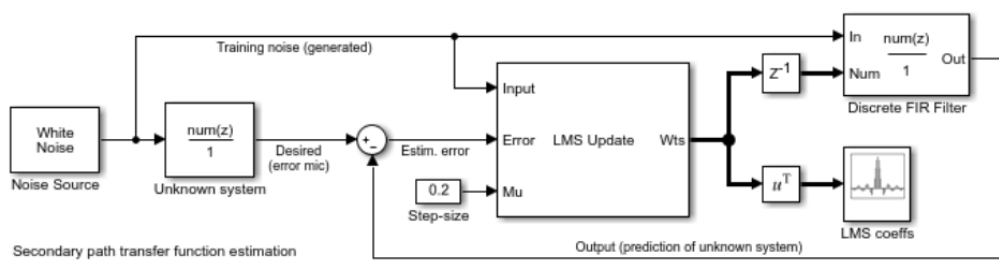 Training noise (generated)
In
num(z)
1
Out
Num
Discrete FIR Filter
Z-1
White
Noise
Noise Source
num(z)
1
Unknown system
Desired
(error mic)
+
-
Estim. error
Input
Error
Mu
LMS Update
Wts
0.2
Step-size
uT
LMS coeffs
Secondary path transfer function estimation
Output (prediction of unknown system)